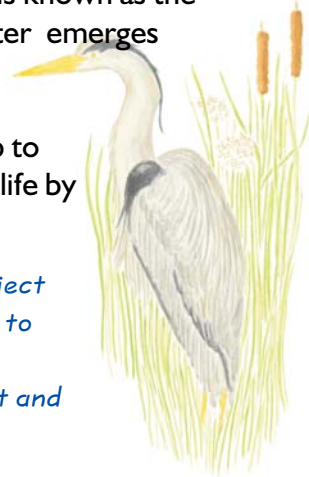 is known as the
ter emerges
to
life by
ject
to
t and